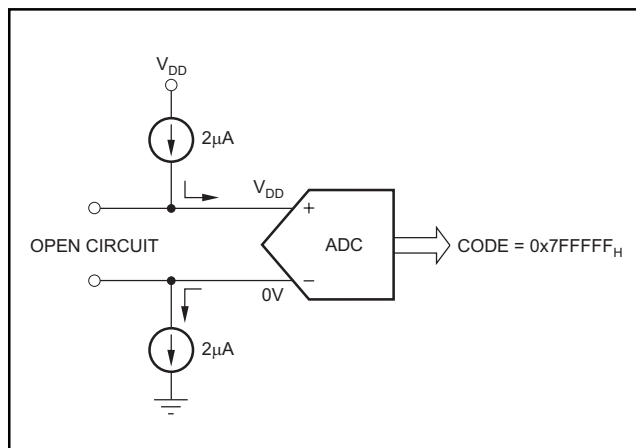 V_DD
2μA
V_DD
+
OPEN CIRCUIT
ADC
CODE = 0x7FFFFF_H
−
0V
2μA